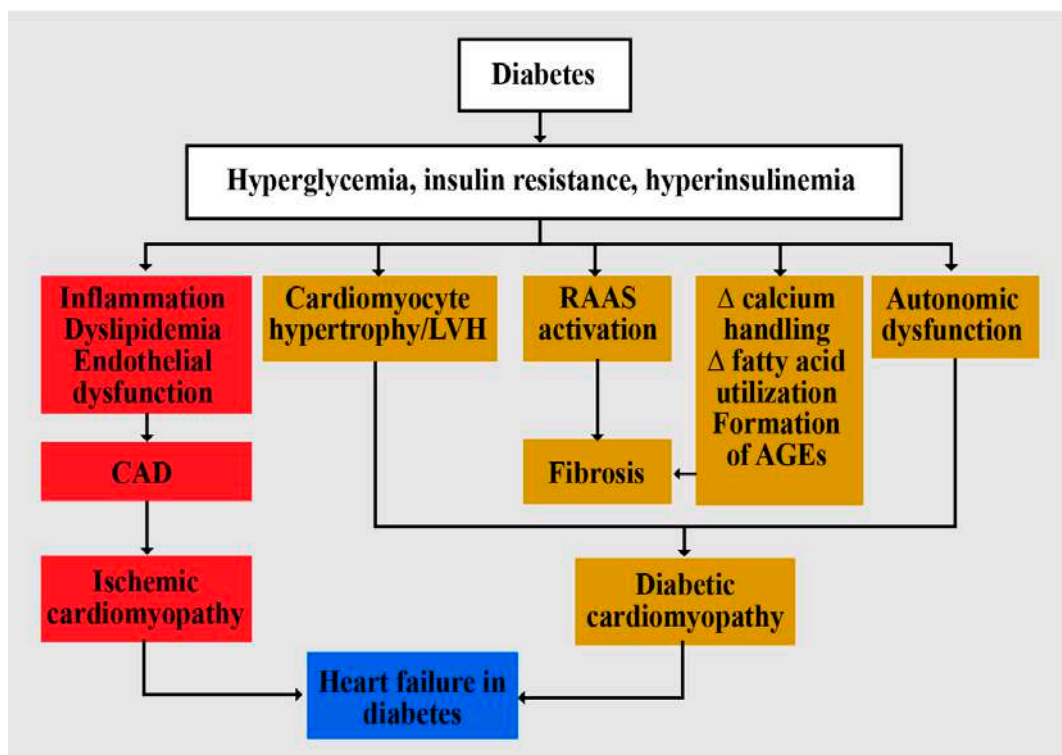 Diabetes
Hyperglycemia, insulin resistance, hyperinsulinemia
Inflammation
Dyslipidemia
Endothelial
dysfunction
Cardiomyocyte
hypertrophy/LVH
RAAS
activation
Δ calcium
handling
Δ fatty acid
utilization
Formation
of AGEs
Autonomic
dysfunction
CAD
Fibrosis
Ischemic
cardiomyopathy
Diabetic
cardiomyopathy
Heart failure in
diabetes